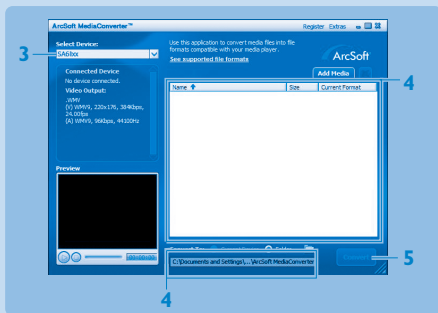 ArcSoft MediaConverter™
Register Extras
Select Device:
SA6ixx
Use this application to convert media files into file
formats compatible with your media player.
See supported file formats
ArcSoft
Add Media
Connected Device
No device connected.
Video Output:
.WMV
(V) WMV9, 220x176, 384Kbps,
24.00fps
(A) WMV9, 96Kbps, 44100Hz
Name
Size
Current Format
Preview
00:00:00
Folder
C:\Documents and Settings\,...\ArcSoft MediaConverter
Convert
3
4
4
5